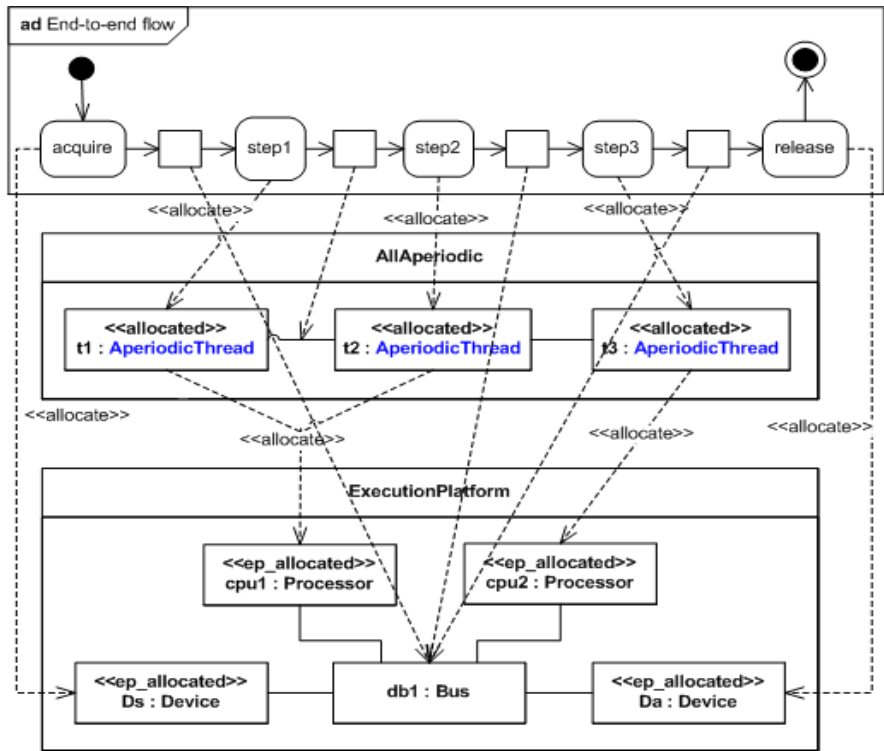 ad End-to-end flow
acquire
step1
step2
step3
release
<<allocate>>
<<allocate>>
<<allocate>>
AllAperiodic
<<allocated>>
t1 : AperiodicThread
<<allocated>>
t2 : AperiodicThread
<<allocated>>
t3 : AperiodicThread
<<allocate>>
<<allocate>>
<<allocate>>
<<allocate>>
ExecutionPlatform
<<ep_allocated>>
cpu1 : Processor
<<ep_allocated>>
cpu2 : Processor
<<ep_allocated>>
Ds : Device
db1 : Bus
<<ep_allocated>>
Da : Device